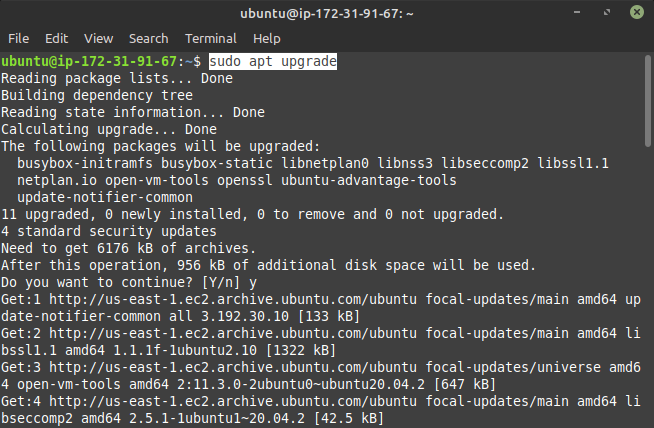 ubuntu@ip-172-31-91-67: ~
File Edit View Search Terminal Help
ubuntu@ip-172-31-91-67:~$ sudo apt upgrade
Reading package lists... Done
Building dependency tree
Reading state information... Done
Calculating upgrade... Done
The following packages will be upgraded:
  busybox-initramfs busybox-static libnetplan0 libnss3 libseccomp2 libssl1.1
  netplan.io open-vm-tools openssl ubuntu-advantage-tools
  update-notifier-common
11 upgraded, 0 newly installed, 0 to remove and 0 not upgraded.
4 standard security updates
Need to get 6176 kB of archives.
After this operation, 956 kB of additional disk space will be used.
Do you want to continue? [Y/n] y
Get:1 http://us-east-1.ec2.archive.ubuntu.com/ubuntu focal-updates/main amd64 up
date-notifier-common all 3.192.30.10 [133 kB]
Get:2 http://us-east-1.ec2.archive.ubuntu.com/ubuntu focal-updates/main amd64 li
bssl1.1 amd64 1.1.1f-1ubuntu2.10 [1322 kB]
Get:3 http://us-east-1.ec2.archive.ubuntu.com/ubuntu focal-updates/universe amd6
4 open-vm-tools amd64 2:11.3.0-2ubuntu0~ubuntu20.04.2 [647 kB]
Get:4 http://us-east-1.ec2.archive.ubuntu.com/ubuntu focal-updates/main amd64 li
bseccomp2 amd64 2.5.1-1ubuntu1~20.04.2 [42.5 kB]